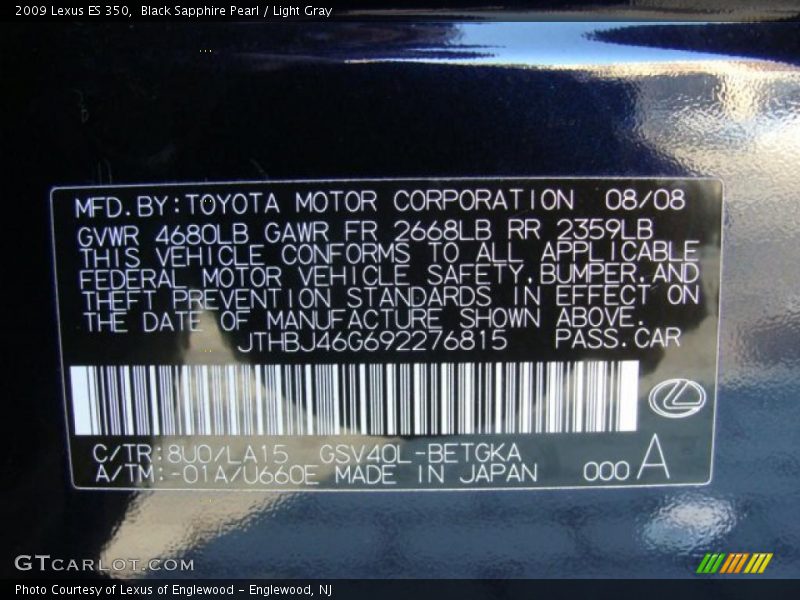 2009 Lexus ES 350, Black Sapphire Pearl / Light Gray
MFD.BY:TOYOTA MOTOR CORPORATION 08/08
GVWR 4680LB GAWR FR 2668LB RR 2359LB
THIS VEHICLE CONFORMS TO ALL APPLICABLE
FEDERAL MOTOR VEHICLE SAFETY,BUMPER,AND
THEFT PREVENTION STANDARDS IN EFFECT ON
THE DATE OF MANUFACTURE SHOWN ABOVE.
JTHBJ46G692276815 PASS.CAR
C/TR:8U0/LA15 GSV40L-BETGKA
A/TM:-01A/U660E MADE IN JAPAN 000 A
GTCARLOT.COM
Photo Courtesy of Lexus of Englewood - Englewood, NJ